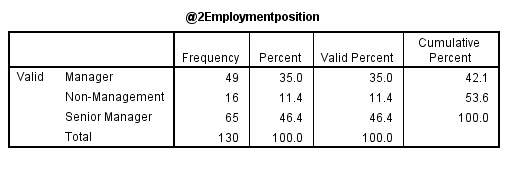 @2Employmentposition
Frequency Percent Valid Percent Cumulative Percent
Valid Manager 49 35.0 35.0 42.1
Non-Management 16 11.4 11.4 53.6
Senior Manager 65 46.4 46.4 100.0
Total 130 100.0 100.0